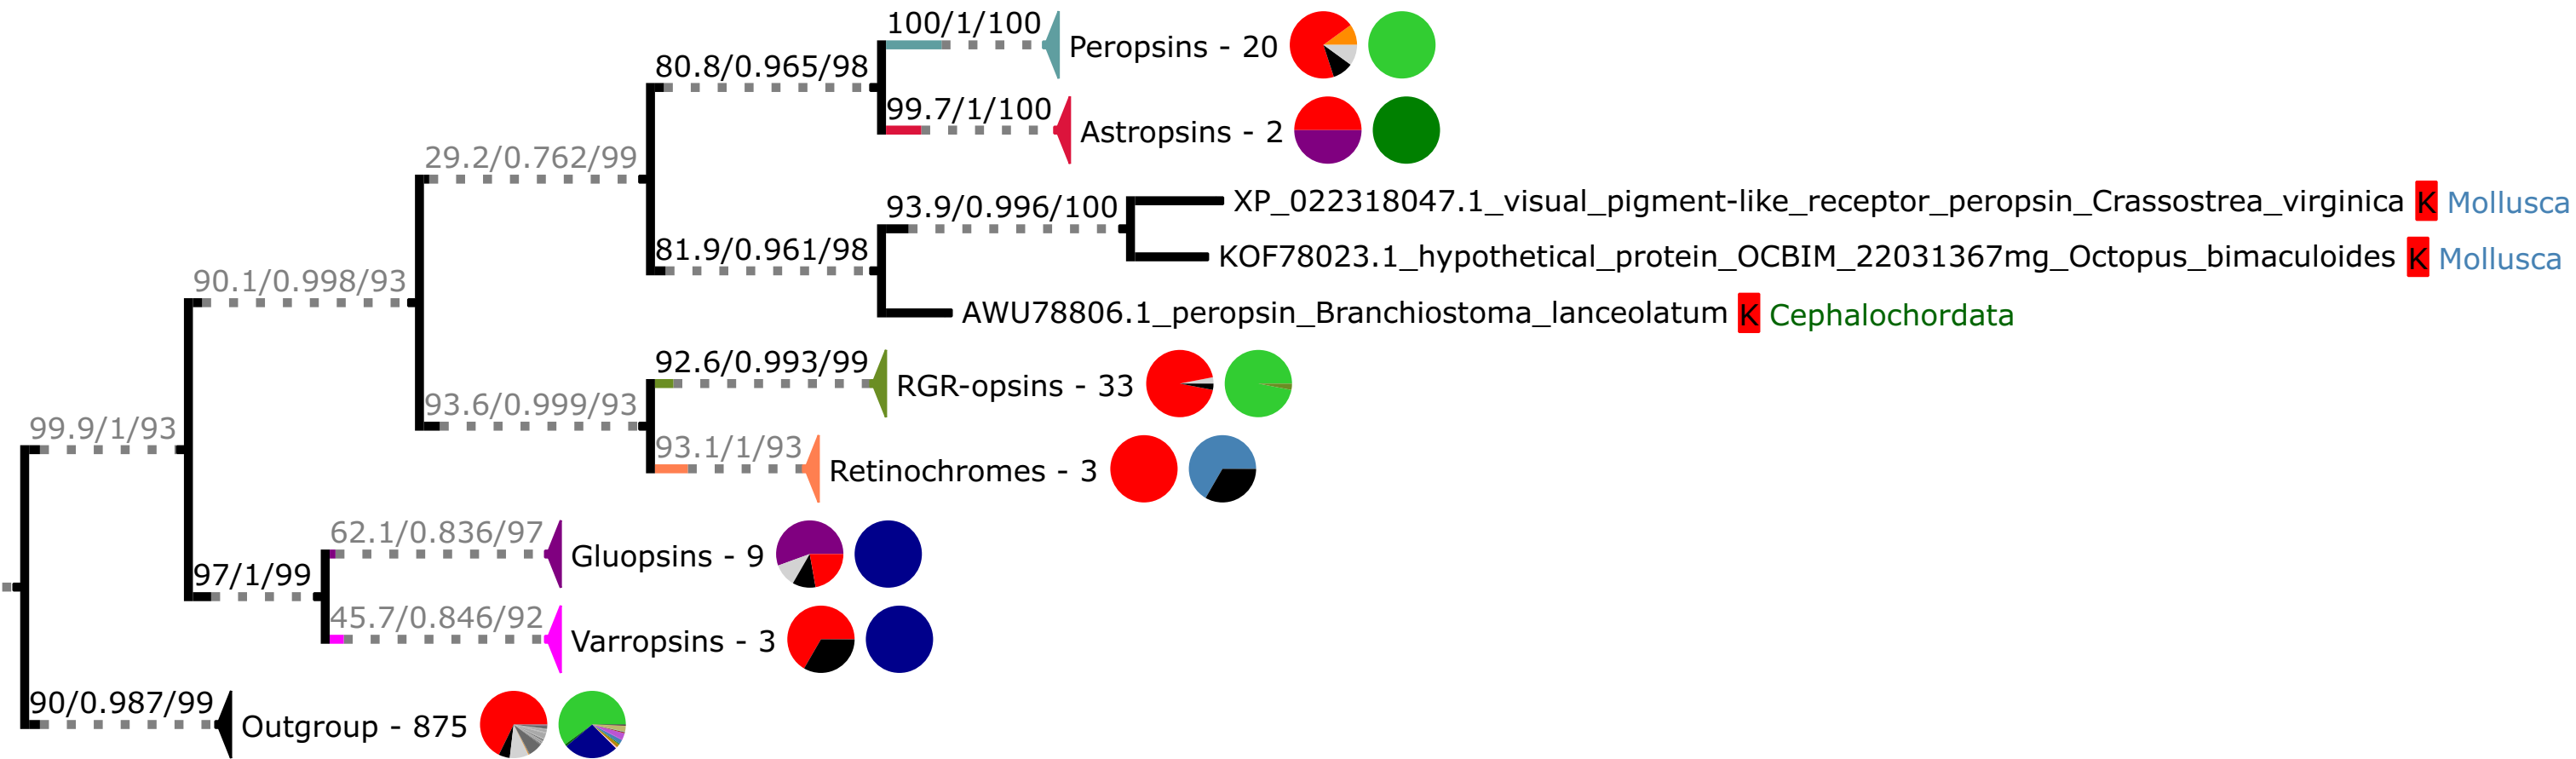 100/1/100
Peropsins - 20
80.8/0.965/98
99.7/1/100
Astropsins - 2
29.2/0.762/99
93.9/0.996/100
XP_022318047.1_visual_pigment-like_receptor_peropsin_Crassostrea_virginica K Mollusca
81.9/0.961/98
KOF78023.1_hypothetical_protein_OCBIM_22031367mg_Octopus_bimaculoides K Mollusca
90.1/0.998/93
AWU78806.1_peropsin_Branchiostoma_lanceolatum K Cephalochordata
92.6/0.993/99
RGR-opsins - 33
93.6/0.999/93
99.9/1/93
93.1/1/93
Retinochromes - 3
62.1/0.836/97
Gluopsins - 9
97/1/99
45.7/0.846/92
Varropsins - 3
90/0.987/99
Outgroup - 875